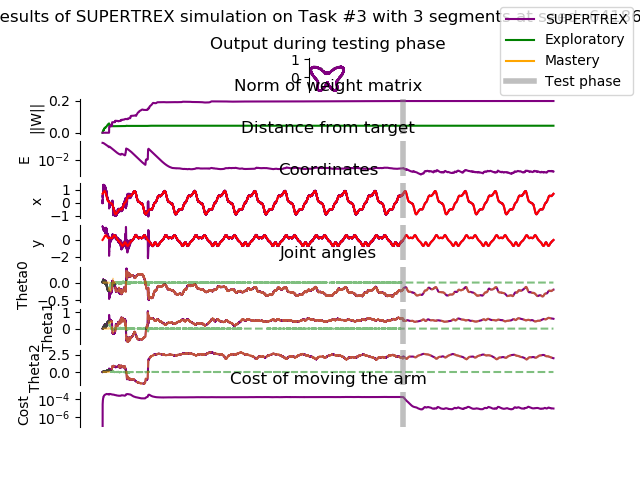 esults of SUPERTREX simulation on Task #3 with 3 segments at
SUPERTREX
Exploratory
Mastery
Test phase
Output during testing phase
1
0
Norm of weight matrix
0.2
0.0
||W||
Distance from target
10⁻²
E
Coordinates
1
0
−1
x
0
−2
y
Joint angles
0.0
−0.5
Theta0
1
0
Theta1
2.5
0.0
Theta2
Cost of moving the arm
10⁻⁴
10⁻⁶
Cost